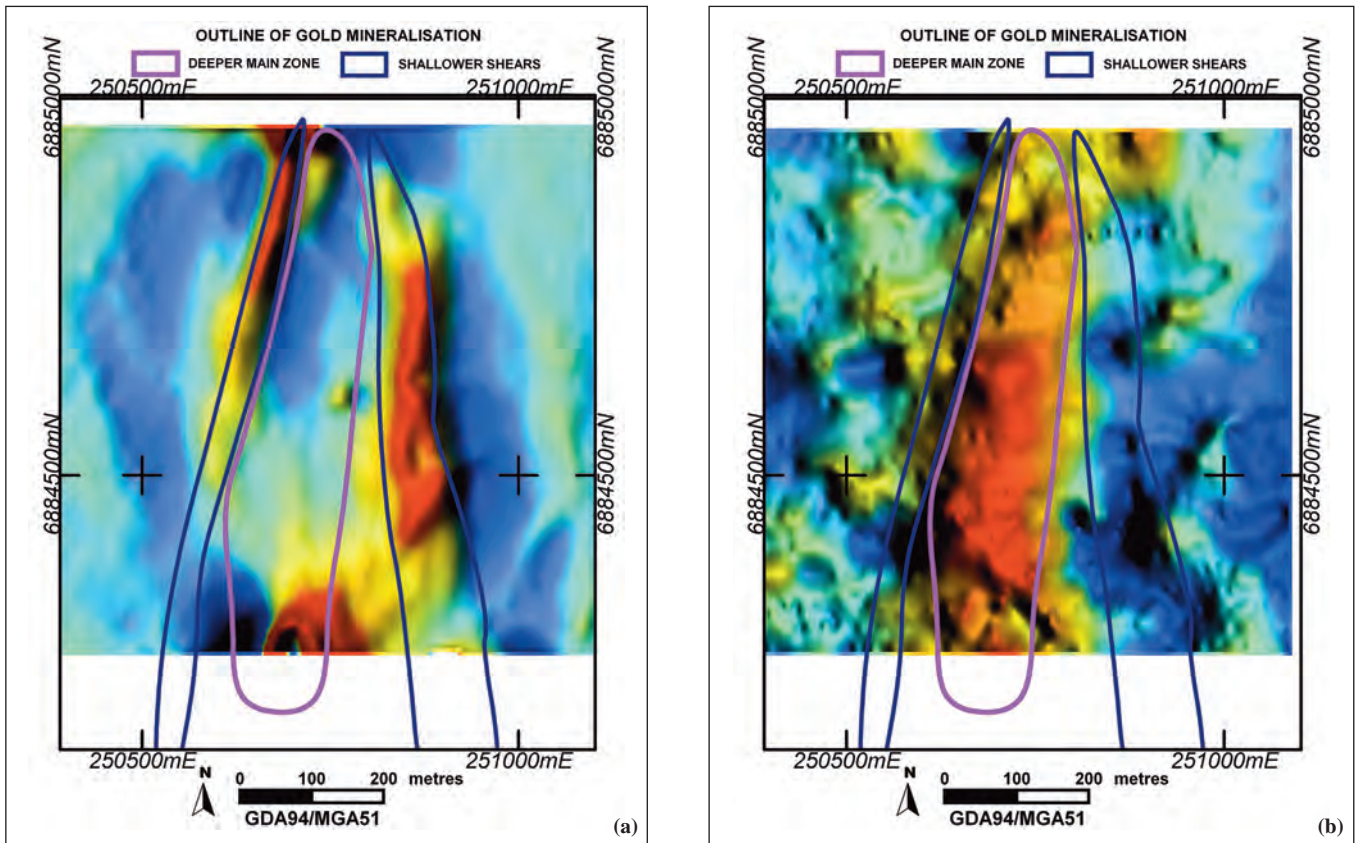 OUTLINE OF GOLD MINERALISATION
DEEPER MAIN ZONE SHALLOWER SHEARS
250500mE 251000mE
6885000mN 6885000mN
6884500mN 6884500mN
250500mE 251000mE
N 0 100 200 metres
GDA94/MGA51
(a)
OUTLINE OF GOLD MINERALISATION
DEEPER MAIN ZONE SHALLOWER SHEARS
250500mE 251000mE
6885000mN 6885000mN
6884500mN 6884500mN
250500mE 251000mE
N 0 100 200 metres
GDA94/MGA51
(b)